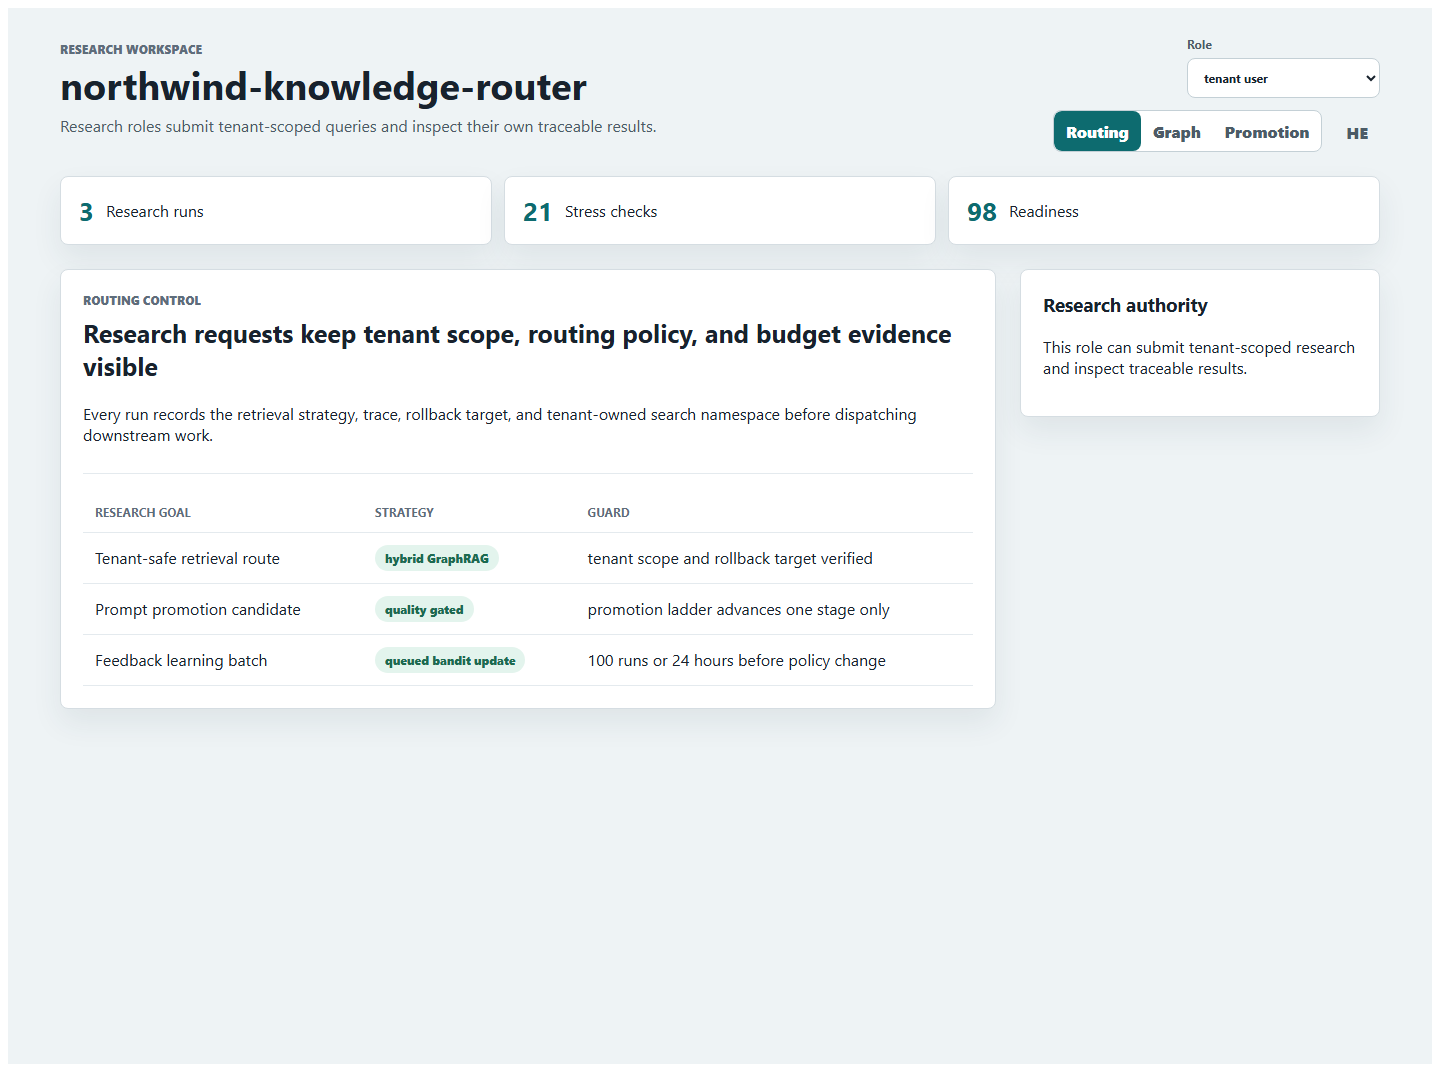 RESEARCH WORKSPACE
northwind-knowledge-router
Research roles submit tenant-scoped queries and inspect their own traceable results.
Role
tenant user
Routing Graph Promotion HE
3 Research runs
21 Stress checks
98 Readiness
ROUTING CONTROL
Research requests keep tenant scope, routing policy, and budget evidence
visible
Every run records the retrieval strategy, trace, rollback target, and tenant-owned search namespace before dispatching
downstream work.
RESEARCH GOAL STRATEGY GUARD
Tenant-safe retrieval route hybrid GraphRAG tenant scope and rollback target verified
Prompt promotion candidate quality gated promotion ladder advances one stage only
Feedback learning batch queued bandit update 100 runs or 24 hours before policy change
Research authority
This role can submit tenant-scoped research
and inspect traceable results.